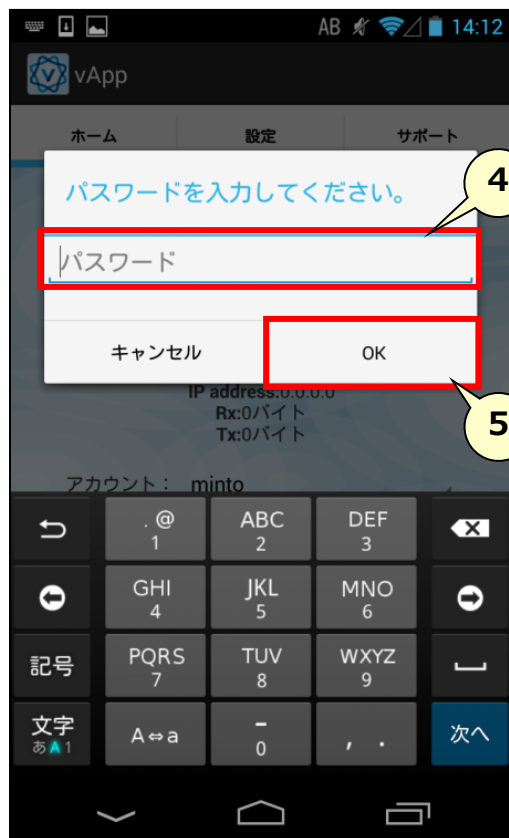 AB 14:12
vApp
ホーム 設定 サポート
4
パスワードを入力してください。
パスワード
キャンセル OK
5
IP address:0.0.0.0
Rx:0バイト
Tx:0バイト
アカウント： minto
. @ ABC DEF
1 2 3
GHI JKL MNO
4 5 6
記号 PQRS TUV WXYZ
7 8 9
文字 A⇔a - , . 次へ
あA1 0